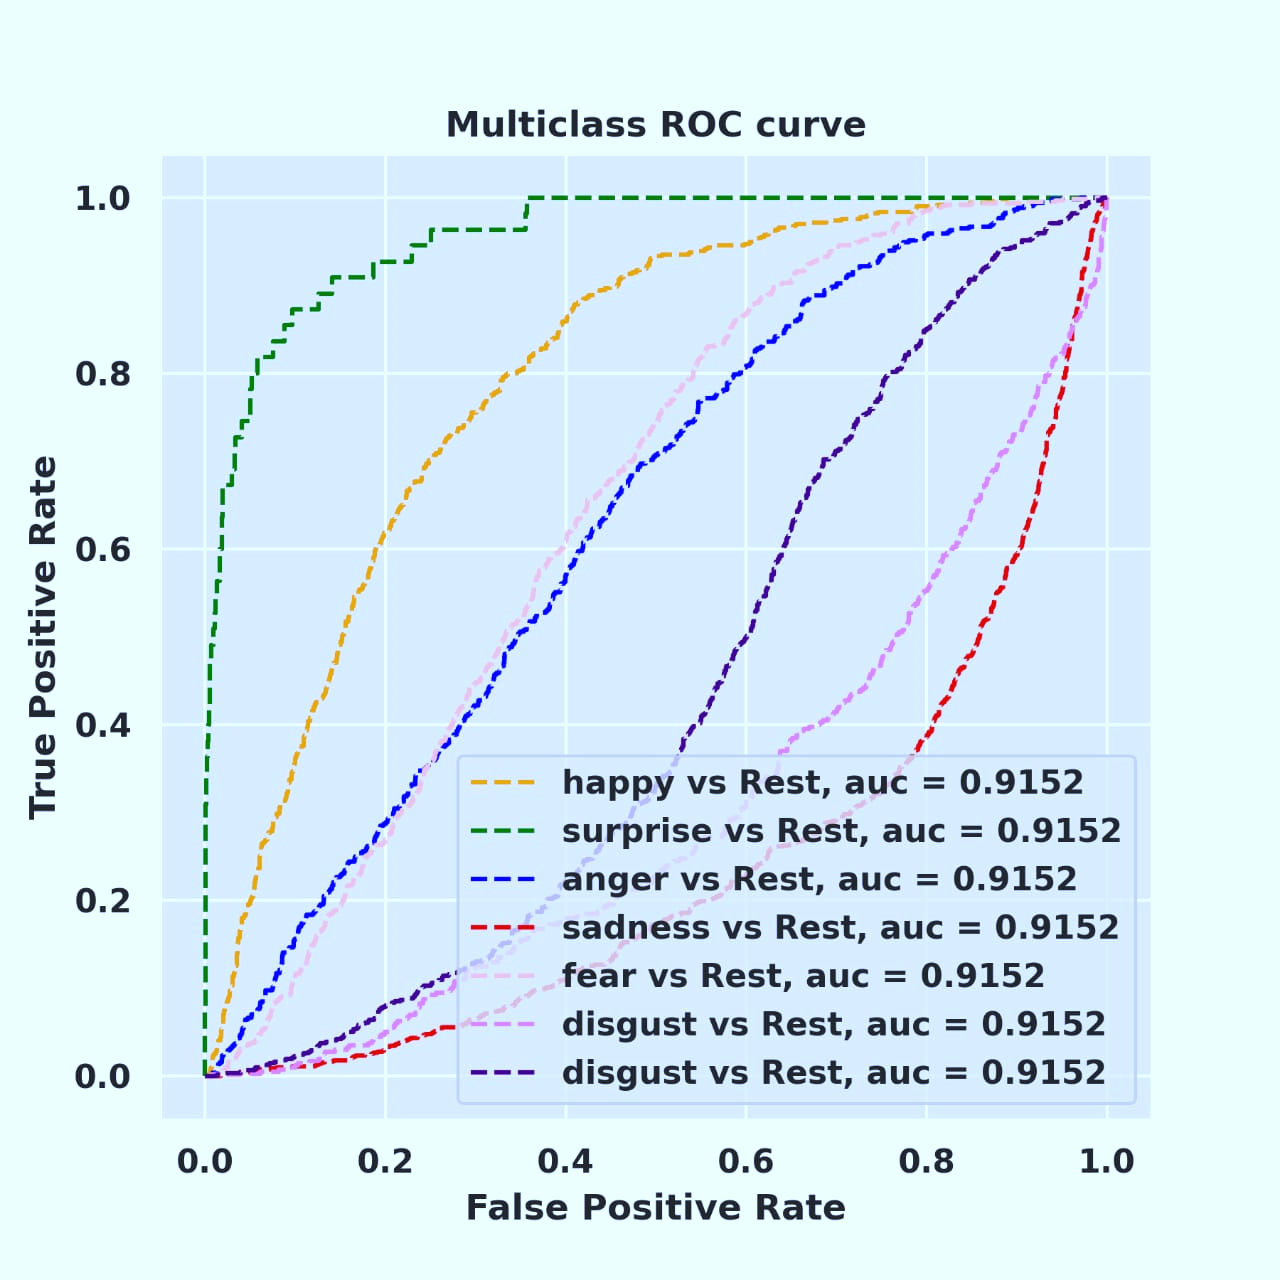 Multiclass ROC curve
True Positive Rate
1.0
0.8
0.6
0.4
0.2
0.0
happy vs Rest, auc = 0.9152
surprise vs Rest, auc = 0.9152
anger vs Rest, auc = 0.9152
sadness vs Rest, auc = 0.9152
fear vs Rest, auc = 0.9152
disgust vs Rest, auc = 0.9152
disgust vs Rest, auc = 0.9152
0.0 0.2 0.4 0.6 0.8 1.0
False Positive Rate